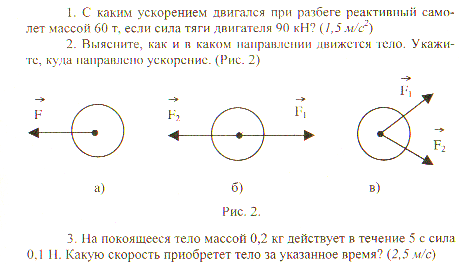 1. С каким ускорением двигался при разбеге реактивный само-
лет массой 60 т, если сила тяги двигателя 90 кН? (1,5 м/с²)
2. Выясните, как и в каком направлении движется тело. Укажи-
те, куда направлено ускорение. (Рис. 2)
F
F₂ F₁
F₁
F₂
а) б) в)
Рис. 2.
3. На покоящееся тело массой 0,2 кг действует в течение 5 с сила
0.1 Н. Какую скорость приобретет тело за указанное время? (2,5 м/с)